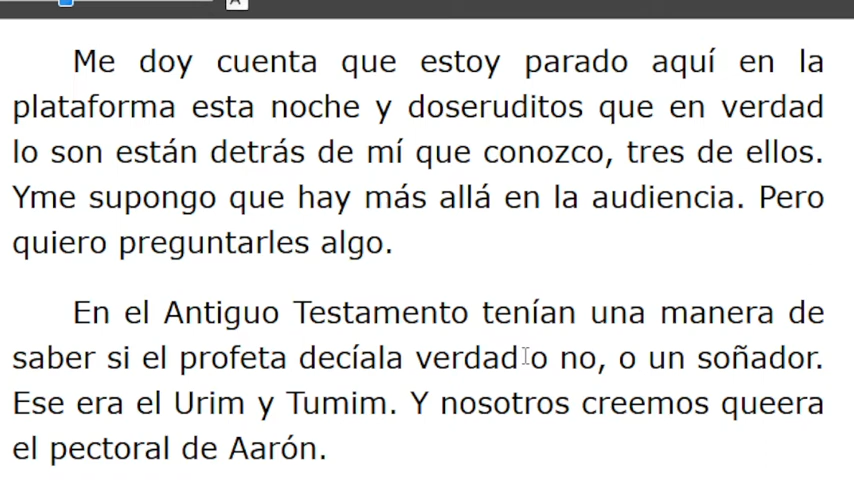 Me doy cuenta que estoy parado aquí en la
plataforma esta noche y doseruditos que en verdad
lo son están detrás de mí que conozco, tres de ellos.
Yme supongo que hay más allá en la audiencia. Pero
quiero preguntarles algo.
En el Antiguo Testamento tenían una manera de
saber si el profeta decíala verdad o no, o un soñador.
Ese era el Urim y Tumim. Y nosotros creemos queera
el pectoral de Aarón.